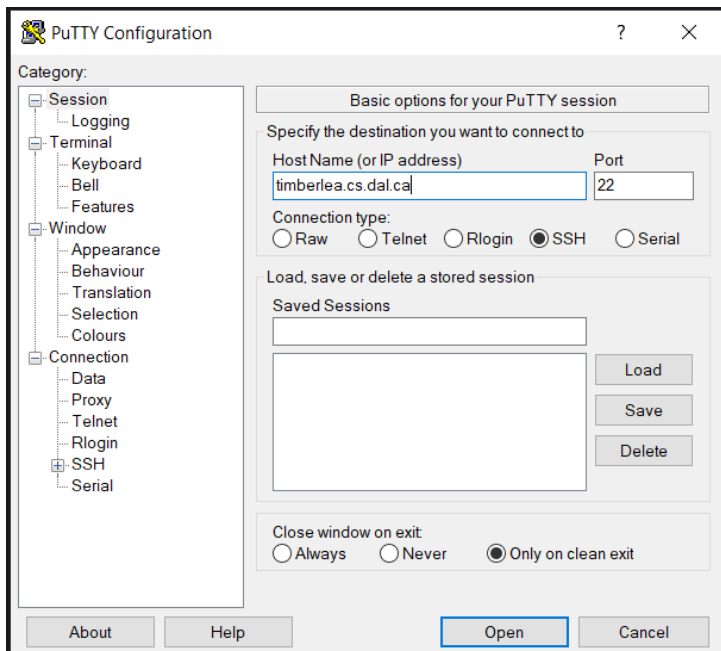 PuTTY Configuration ? ×
Category:
Session
Logging
Terminal
Keyboard
Bell
Features
Window
Appearance
Behaviour
Translation
Selection
Colours
Connection
Data
Proxy
Telnet
Rlogin
SSH
Serial
Basic options for your PuTTY session
Specify the destination you want to connect to
Host Name (or IP address) Port
timberlea.cs.dal.ca 22
Connection type:
Raw Telnet Rlogin SSH Serial
Load, save or delete a stored session
Saved Sessions
Load
Save
Delete
Close window on exit:
Always Never Only on clean exit
About Help Open Cancel